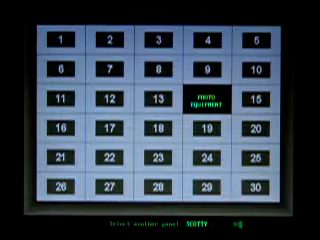 1 2 3 4 5
6 7 8 9 10
11 12 13 PHOTO EQUIPMENT 15
16 17 18 19 20
21 22 23 24 25
26 27 28 29 30
Select another panel, SCOTTY